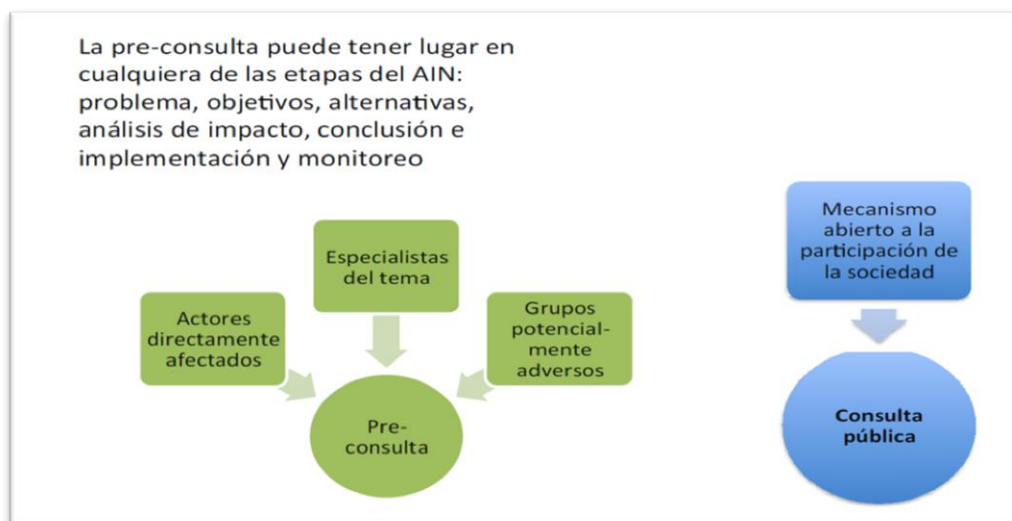 La pre-consulta puede tener lugar en
cualquiera de las etapas del AIN:
problema, objetivos, alternativas,
análisis de impacto, conclusión e
implementación y monitoreo
Especialistas
del tema
Actores
directamente
afectados
Grupos
potencial-
mente
adversos
Pre-
consulta
Mecanismo
abierto a la
participación de
la sociedad
Consulta
pública